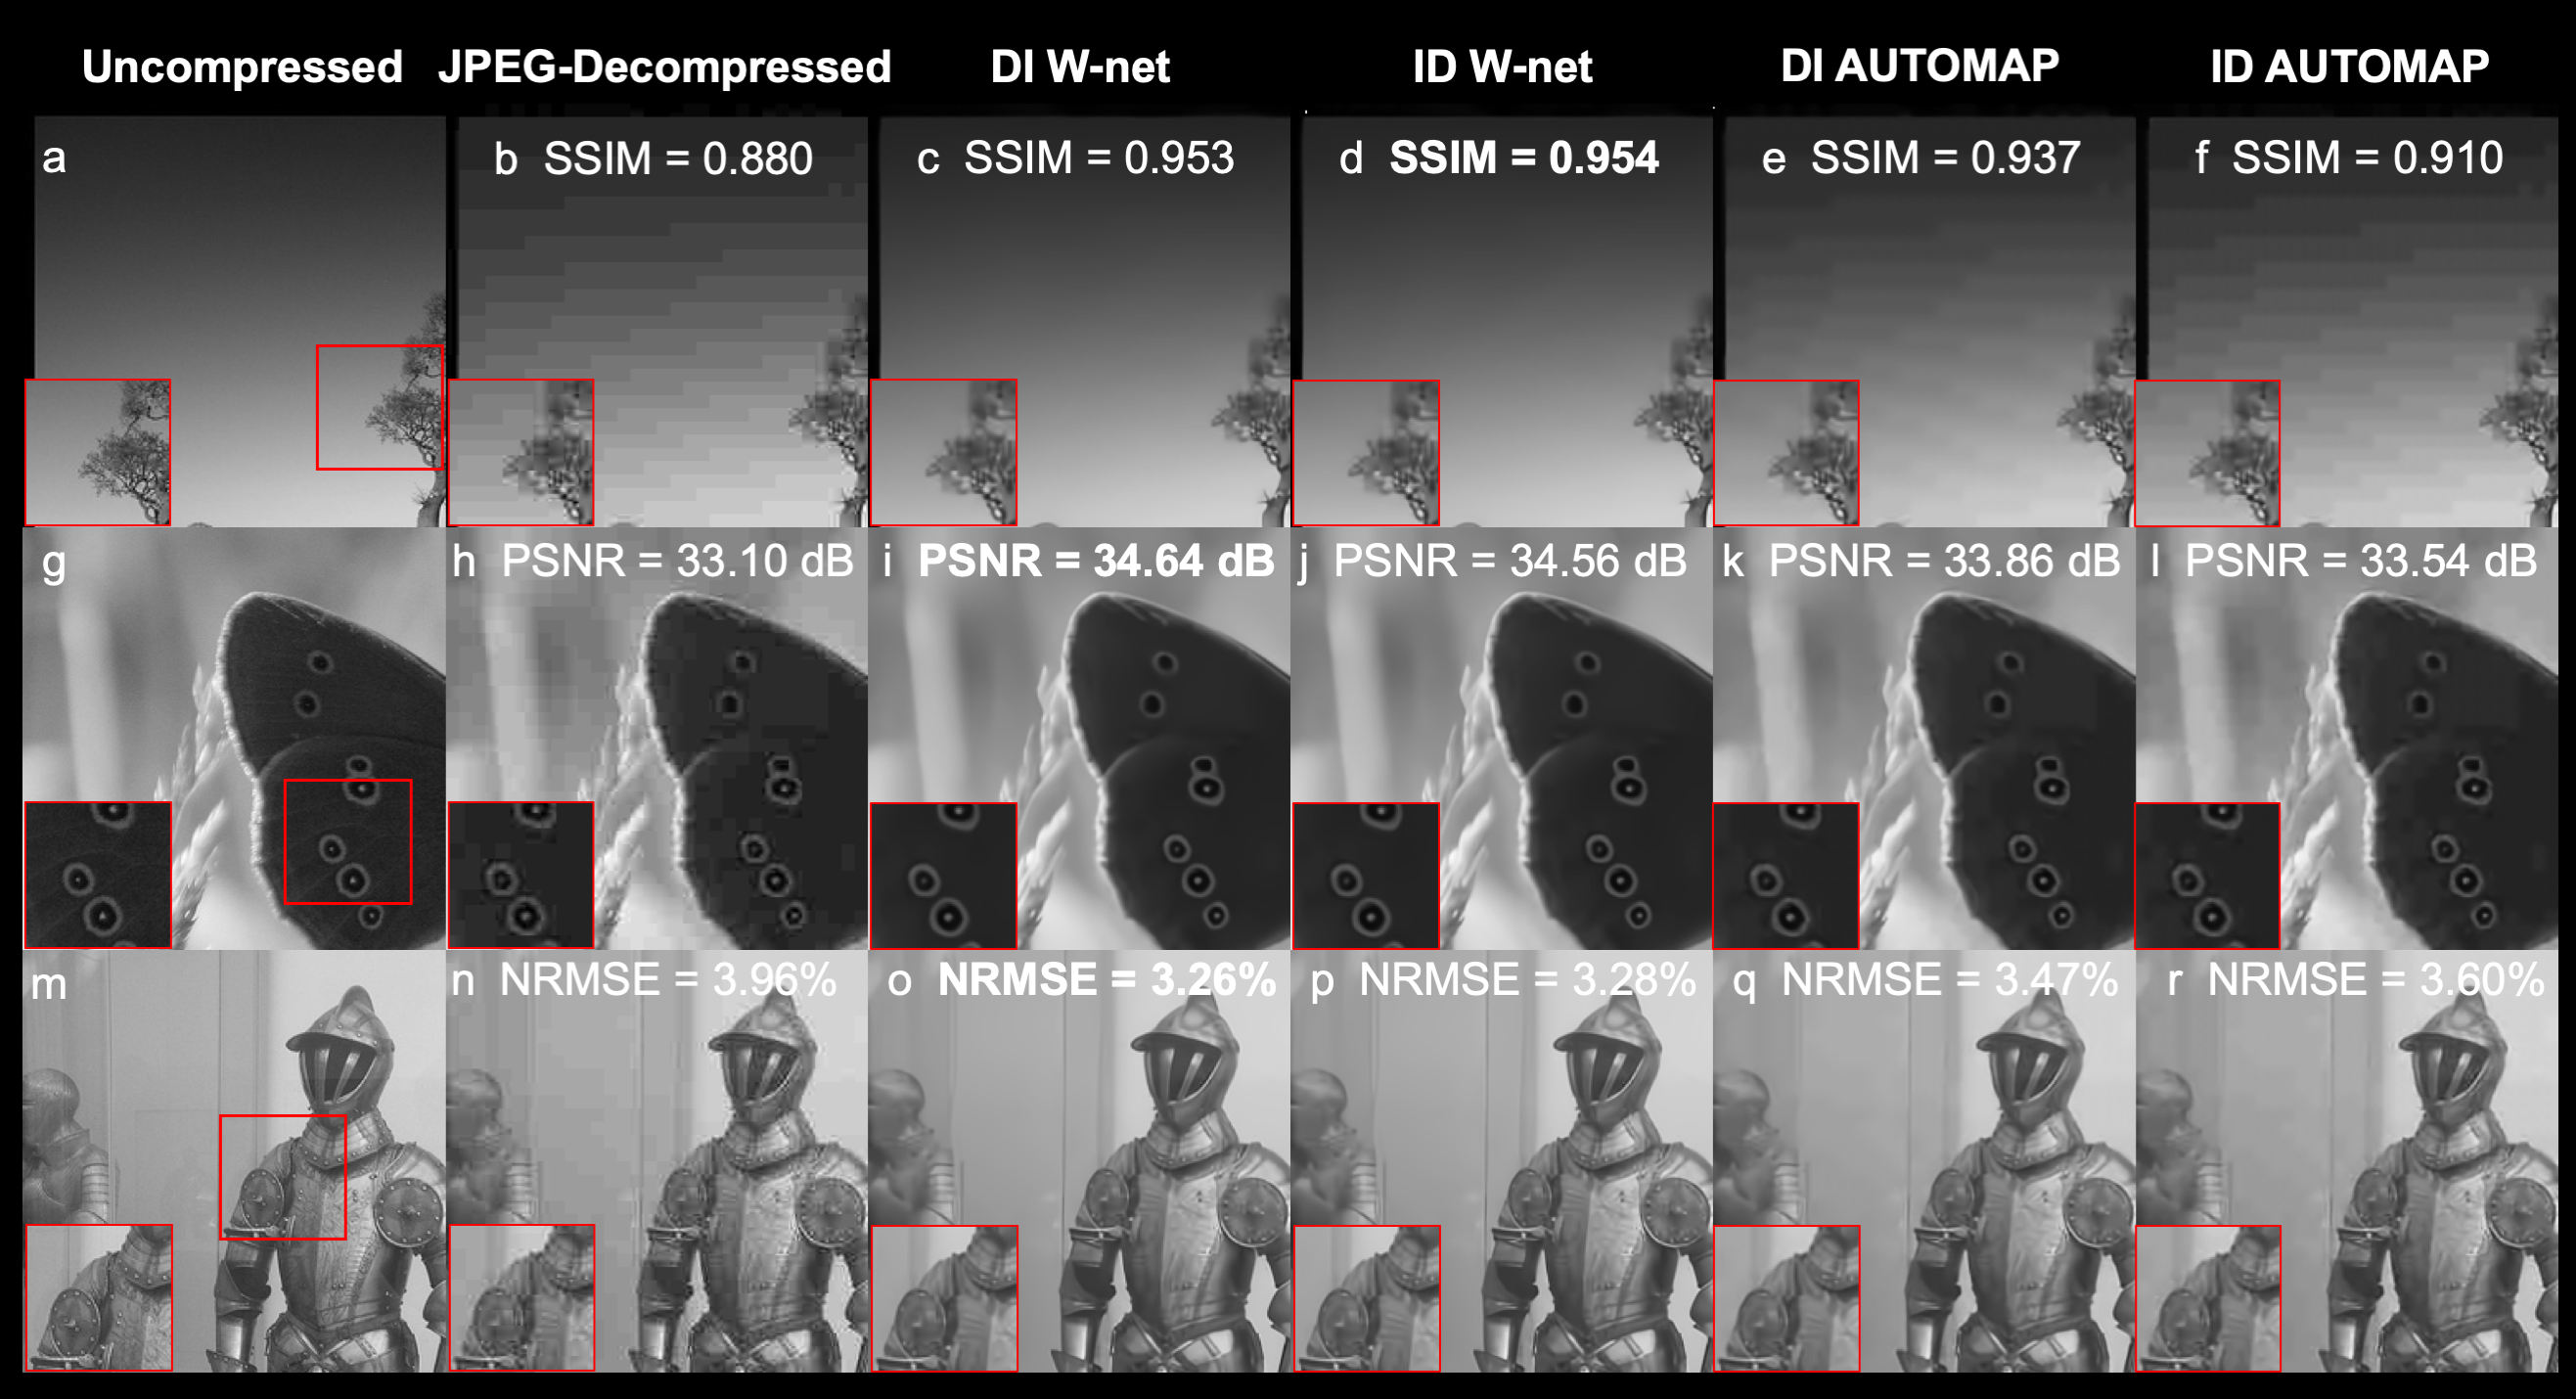 Uncompressed JPEG-Decompressed DI W-net ID W-net DI AUTOMAP ID AUTOMAP
a b SSIM = 0.880 c SSIM = 0.953 d SSIM = 0.954 e SSIM = 0.937 f SSIM = 0.910
g h PSNR = 33.10 dB i PSNR = 34.64 dB j PSNR = 34.56 dB k PSNR = 33.86 dB l PSNR = 33.54 dB
m n NRMSE = 3.96% o NRMSE = 3.26% p NRMSE = 3.28% q NRMSE = 3.47% r NRMSE = 3.60%